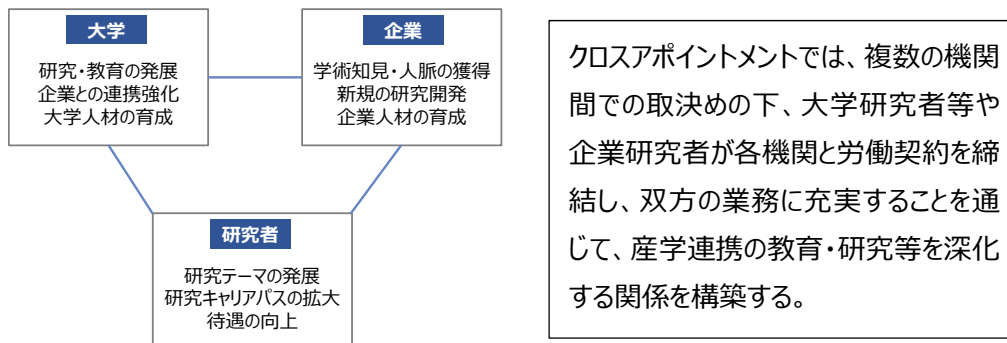 大学
研究・教育の発展
企業との連携強化
大学人材の育成
企業
学術知見・人脈の獲得
新規の研究開発
企業人材の育成
研究者
研究テーマの発展
研究キャリアパスの拡大
待遇の向上
クロスアポイントメントでは、複数の機関
間での取決めの下、大学研究者等や
企業研究者が各機関と労働契約を締
結し、双方の業務に充実することを通
じて、産学連携の教育・研究等を深化
する関係を構築する。